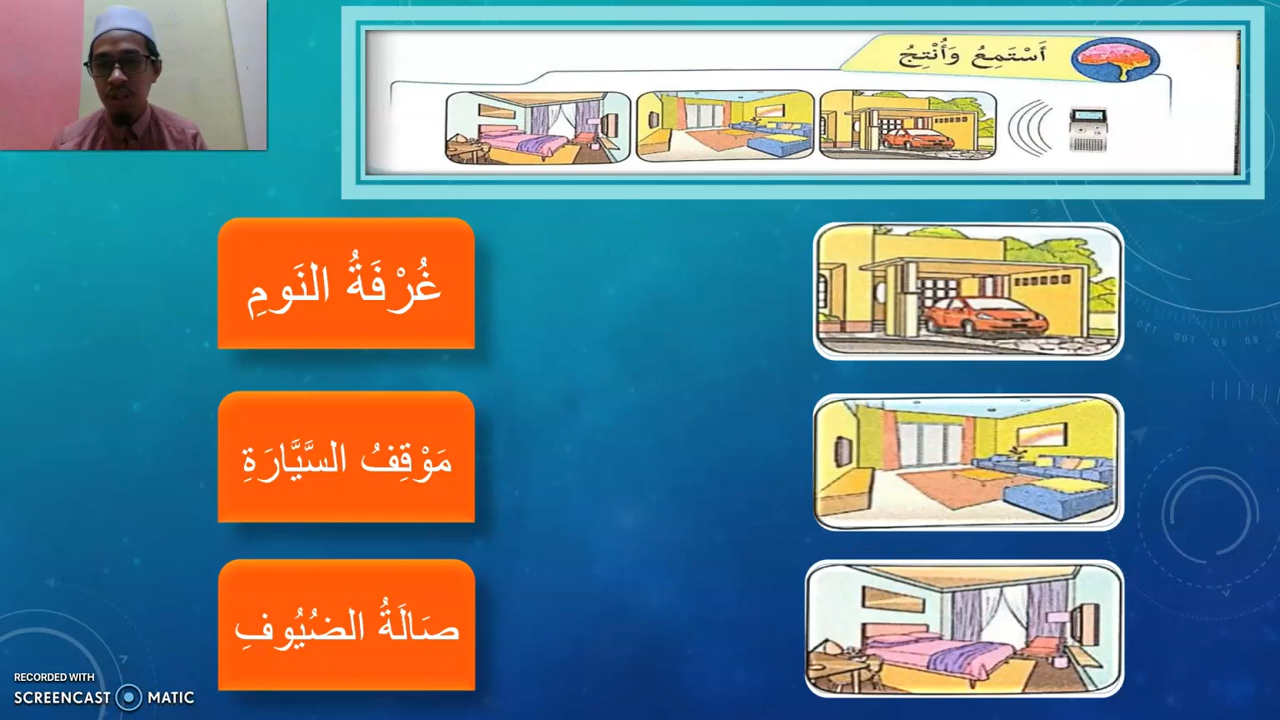 أَسْتَمِعُ وَأُنْتِجُ
غُرْفَةُ النَومِ
مَوْقِفُ السَّيَّارَةِ
صَالَةُ الضُيُوفِ
RECORDED WITH
SCREENCAST MATIC